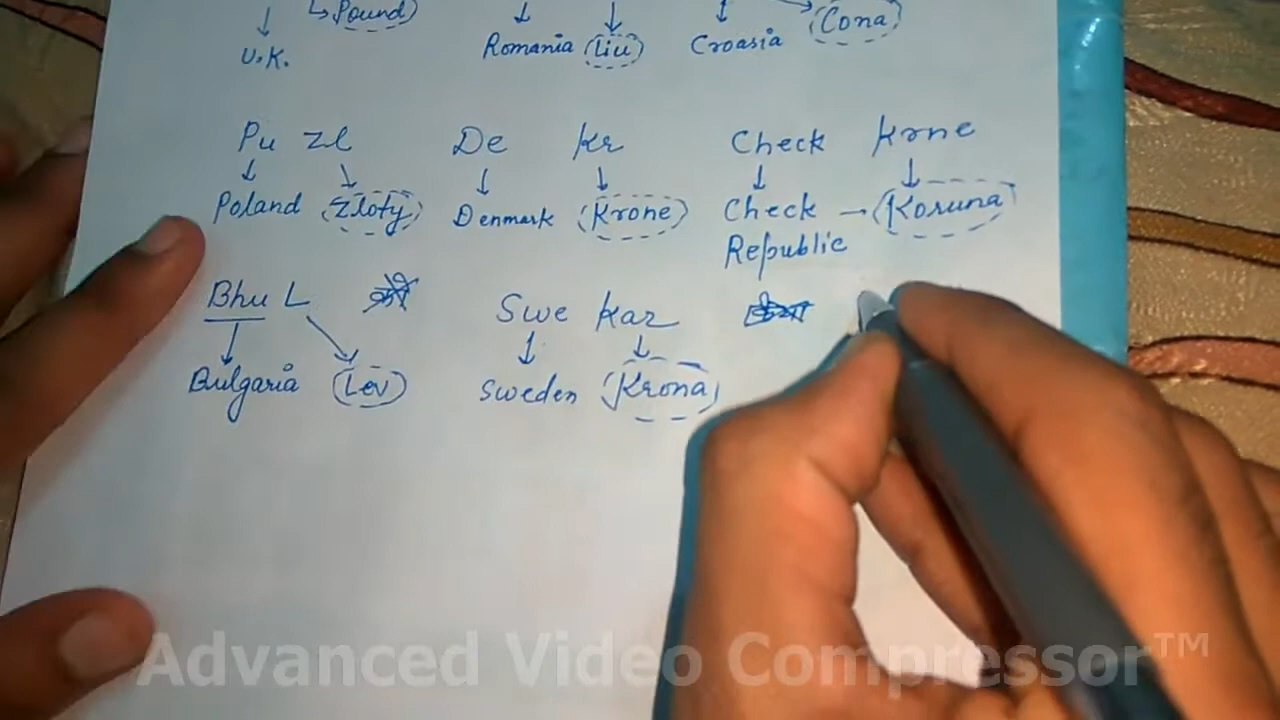 ↳ Pound
U.K.
Romania Liu
Croasia Cona
Pu Zl
Poland Zloty
De Kr
Denmark Krone
Check Krne
Check → Koruna
Republic
Bhu L
Bulgaria Lev
Swe Kar
Sweden Krona
Advanced Video Compressor™